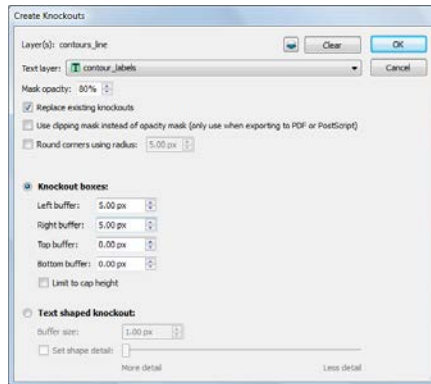 Create Knockouts
Layer(s): contours_line
Clear
OK
Text layer: T contour_labels
Cancel
Mask opacity: 80%
Replace existing knockouts
Use clipping mask instead of opacity mask (only use when exporting to PDF or PostScript)
Round corners using radius: 5.00 px
Knockout boxes:
Left buffer: 5.00 px
Right buffer: 5.00 px
Top buffer: 0.00 px
Bottom buffer: 0.00 px
Limit to cap height
Text shaped knockout:
Buffer size: 1.00 px
Set shape detail:
More detail Less detail